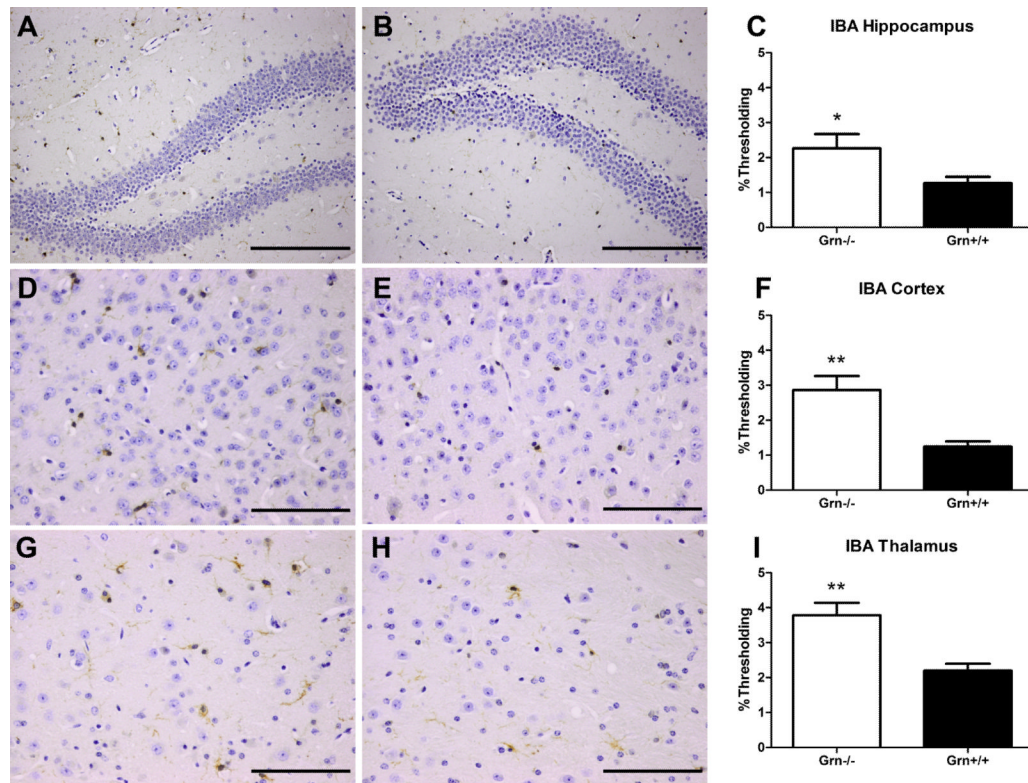 A
B
C
IBA Hippocampus
%Thresholding
5
4
3
2
1
0
*
Grn-/-
Grn+/+
D
E
F
IBA Cortex
%Thresholding
5
4
3
2
1
0
**
Grn-/-
Grn+/+
G
H
I
IBA Thalamus
%Thresholding
5
4
3
2
1
0
**
Grn-/-
Grn+/+